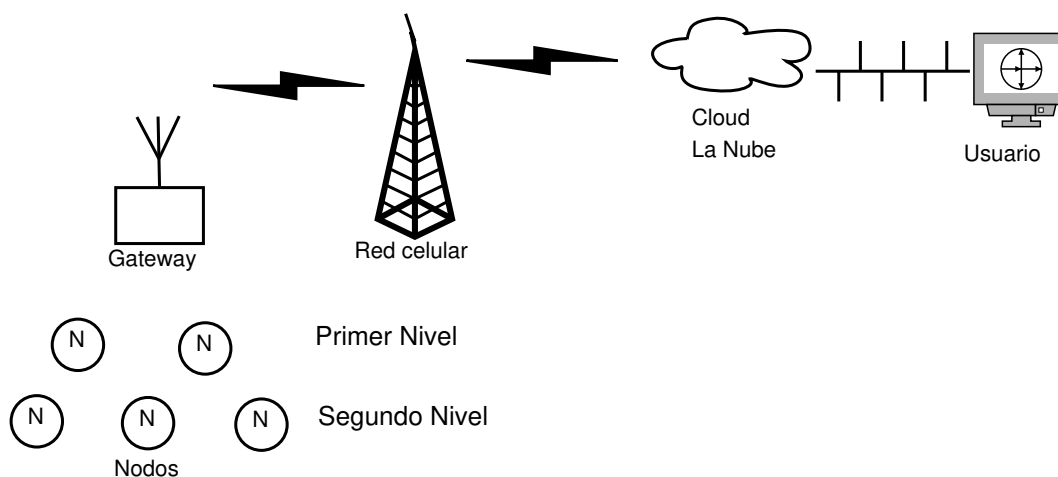 Cloud
La Nube
Usuario
Gateway
Red celular
N
N
Primer Nivel
N
N
N
Segundo Nivel
Nodos